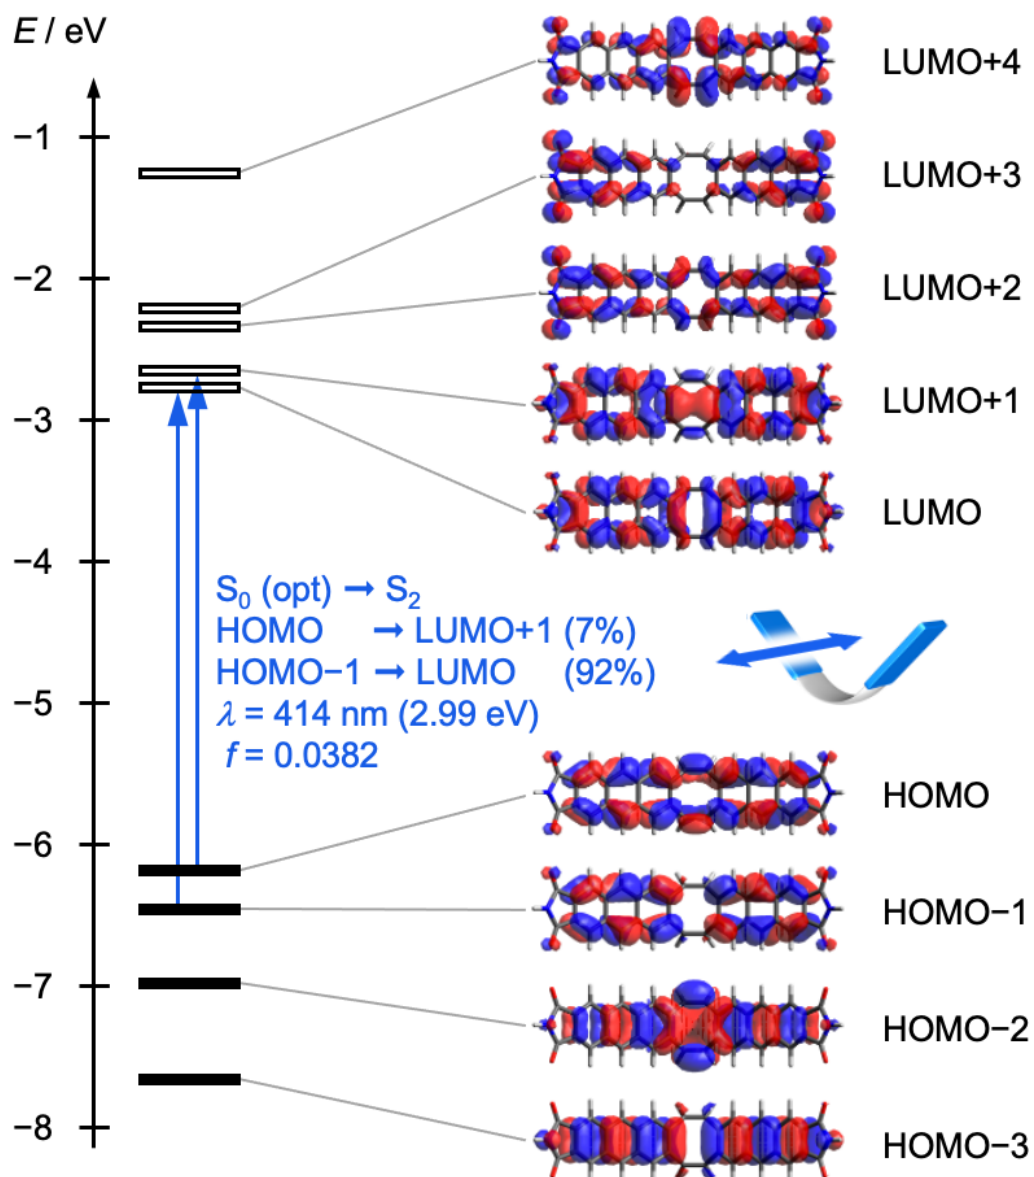 E / eV
LUMO+4
−1
LUMO+3
−2
LUMO+2
LUMO+1
−3
LUMO
−4
S₀ (opt) → S₂
HOMO → LUMO+1 (7%)
HOMO−1 → LUMO (92%)
−5
λ = 414 nm (2.99 eV)
f = 0.0382
HOMO
−6
HOMO−1
−7
HOMO−2
−8
HOMO−3